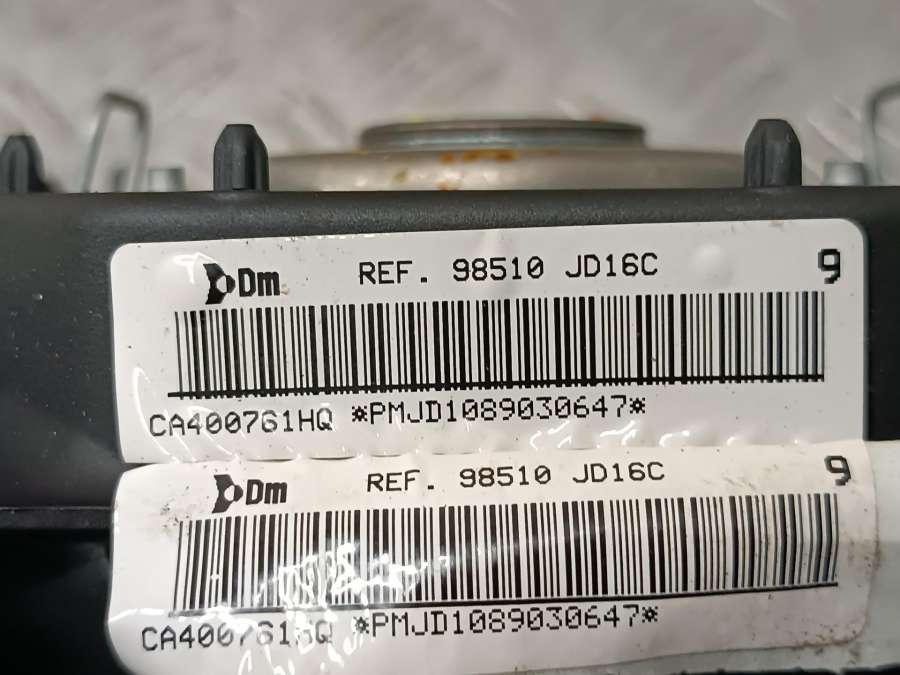 Dm REF. 98510 JD16C 9
CA400761HQ *PMJD1089030647*
Dm REF. 98510 JD16C 9
*PMJD1089030647*